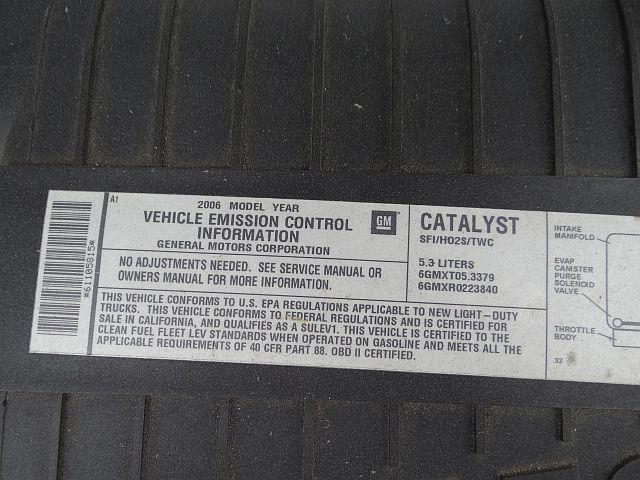 A1
*61105815*
2006 MODEL YEAR
VEHICLE EMISSION CONTROL
INFORMATION
GENERAL MOTORS CORPORATION
GM
NO ADJUSTMENTS NEEDED. SEE SERVICE MANUAL OR
OWNERS MANUAL FOR MORE INFORMATION.
CATALYST
SFI/HO2S/TWC
5.3 LITERS
6GMXT05.3379
6GMXR0223840
THIS VEHICLE CONFORMS TO U.S. EPA REGULATIONS APPLICABLE TO NEW LIGHT-DUTY
TRUCKS. THIS VEHICLE CONFORMS TO FEDERAL REGULATIONS AND IS CERTIFIED FOR
SALE IN CALIFORNIA, AND QUALIFIES AS A SULEV1. THIS VEHICLE IS CERTIFIED TO
CLEAN FUEL FLEET LEV STANDARDS WHEN OPERATED ON GASOLINE AND MEETS ALL THE
APPLICABLE REQUIREMENTS OF 40 CFR PART 88. OBD II CERTIFIED.
INTAKE
MANIFOLD
EVAP
CANISTER
PURGE
SOLENOID
VALVE
THROTTLE
BODY
32